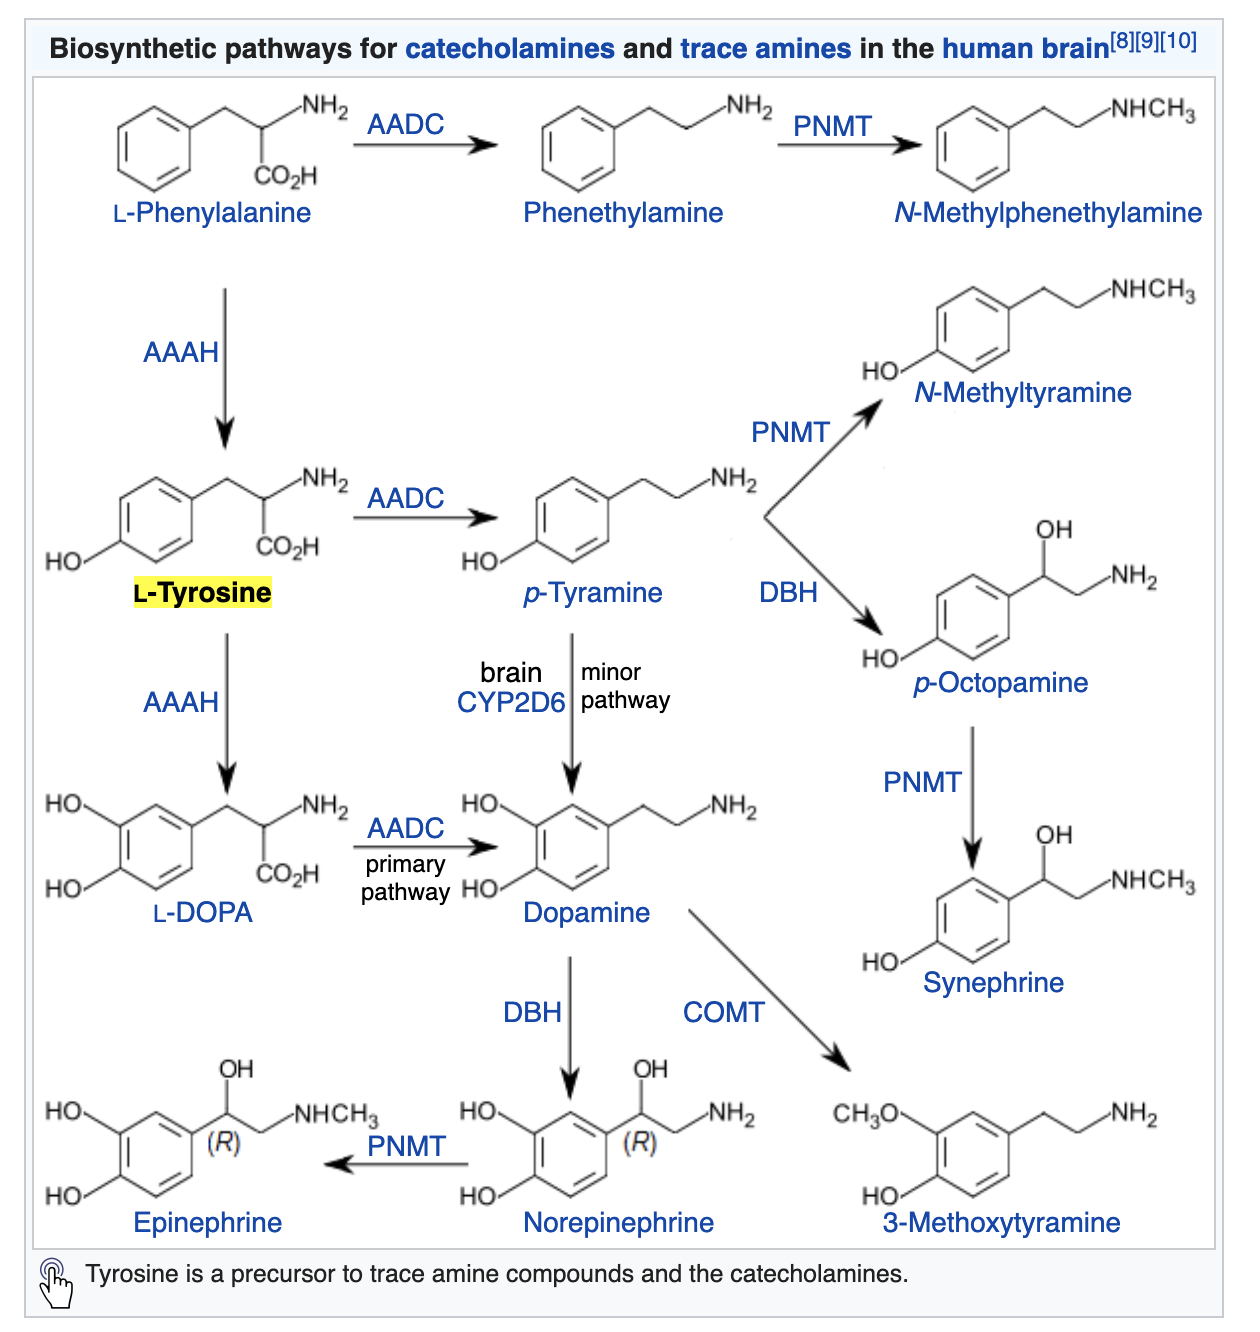 Biosynthetic pathways for catecholamines and trace amines in the human brain[8][9][10]
NH2
CO2H
L-Phenylalanine
AADC
NH2
Phenethylamine
PNMT
NHCH3
N-Methylphenethylamine
AAAH
NHCH3
HO
N-Methyltyramine
PNMT
NH2
CO2H
HO
L-Tyrosine
AADC
NH2
HO
p-Tyramine
DBH
OH
NH2
HO
p-Octopamine
AAAH
brain
CYP2D6
minor
pathway
PNMT
HO
NH2
CO2H
HO
L-DOPA
AADC
primary
pathway
HO
NH2
HO
Dopamine
OH
NHCH3
HO
Synephrine
DBH
COMT
OH
HO
NHCH3
(R)
HO
Epinephrine
PNMT
OH
HO
NH2
(R)
HO
Norepinephrine
CH3O
NH2
HO
3-Methoxytyramine
Tyrosine is a precursor to trace amine compounds and the catecholamines.